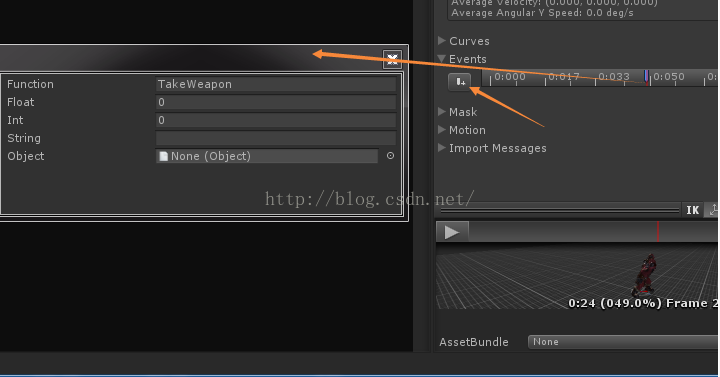 Average Velocity: (0.000, 0.000, 0.000)
Average Angular Y Speed: 0.0 deg/s
Curves
Events
0:000 0:017 0:033 0:050
Mask
Motion
Import Messages
Function TakeWeapon
Float 0
Int 0
String
Object None (Object)
http://blog.csdn.net/
IK
0:24 (049.0%) Frame 2
AssetBundle None